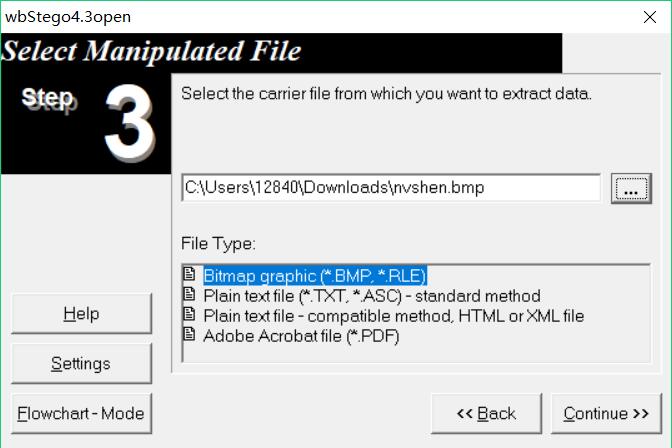 wbStego4.3open
Select Manipulated File
Step 3
Select the carrier file from which you want to extract data.
C:\Users\12840\Downloads\nvshen.bmp
...
File Type:
Bitmap graphic (*.BMP, *.RLE)
Plain text file (*.TXT, *.ASC) - standard method
Plain text file - compatible method, HTML or XML file
Adobe Acrobat file (*.PDF)
Help
Settings
Flowchart - Mode
<< Back
Continue >>